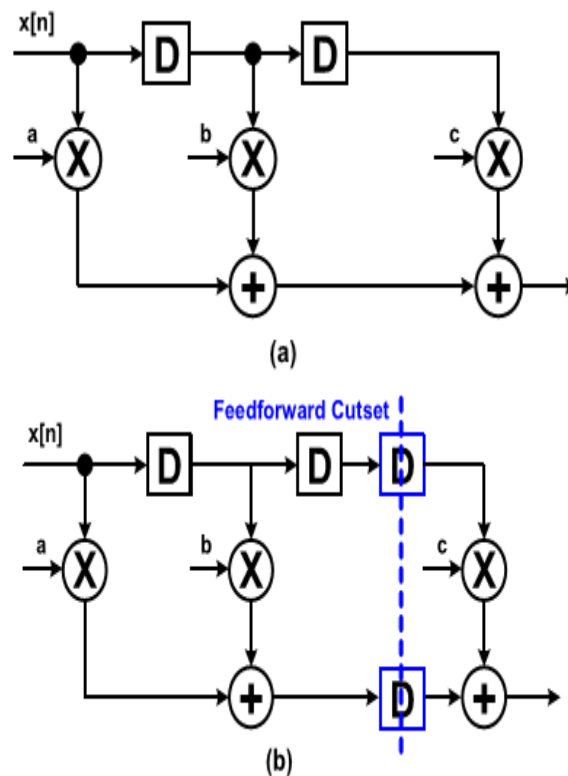 x[n]
D D
a X b X c X
+ +
(a)
Feedforward Cutset
x[n]
D D D
a X b X c X
+ D +
(b)